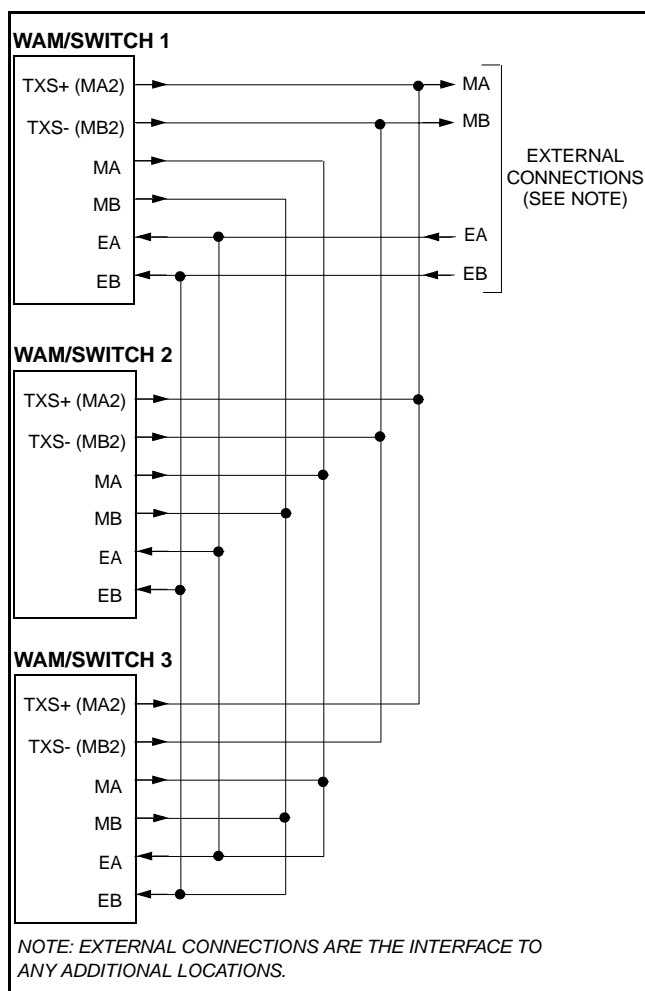 WAM/SWITCH 1
TXS+ (MA2)
TXS- (MB2)
MA
MB
EA
EB
MA
MB
EA
EB
EXTERNAL
CONNECTIONS
(SEE NOTE)
WAM/SWITCH 2
TXS+ (MA2)
TXS- (MB2)
MA
MB
EA
EB
WAM/SWITCH 3
TXS+ (MA2)
TXS- (MB2)
MA
MB
EA
EB
NOTE: EXTERNAL CONNECTIONS ARE THE INTERFACE TO
ANY ADDITIONAL LOCATIONS.